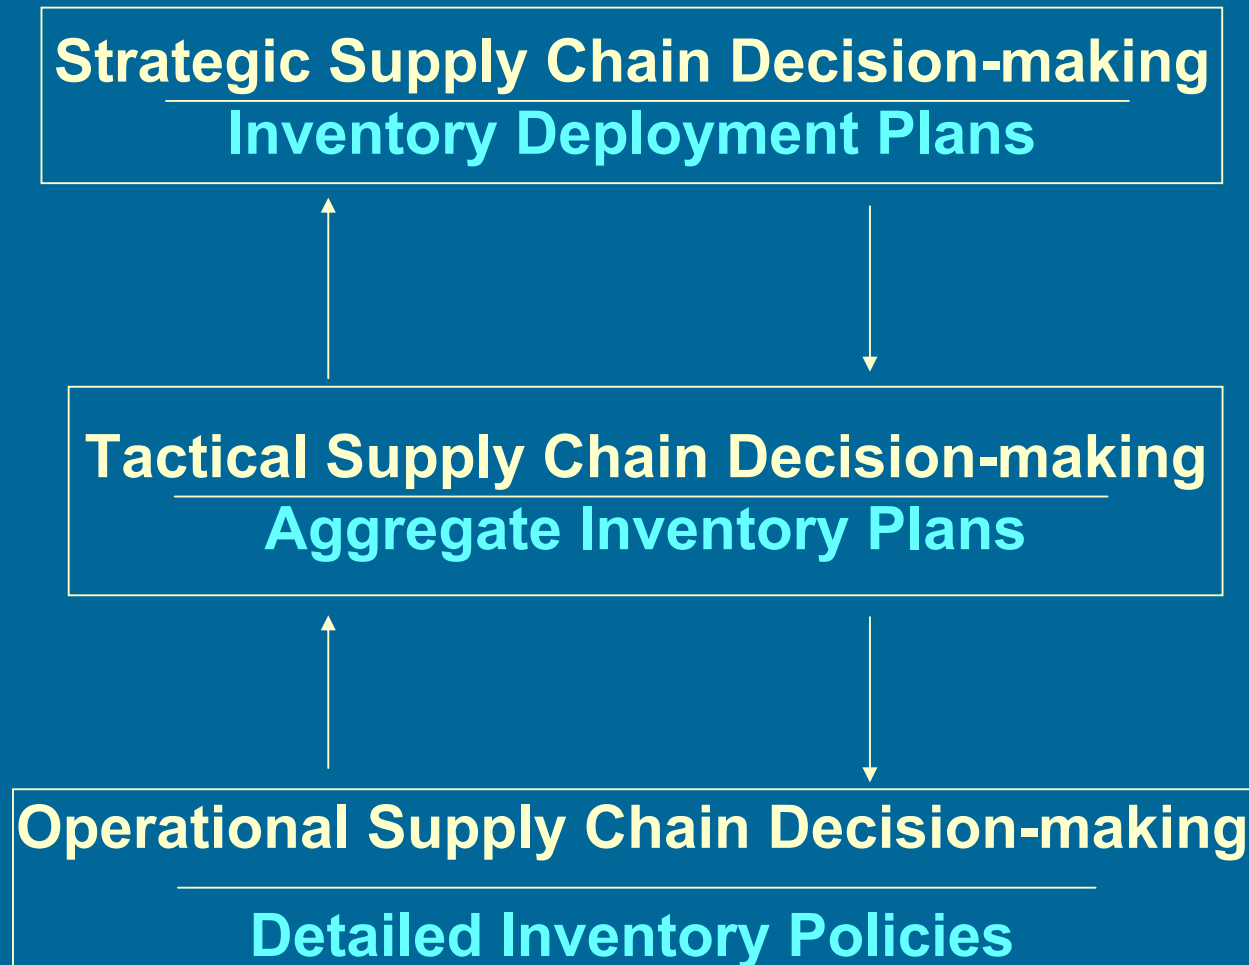 Strategic Supply Chain Decision-making
Inventory Deployment Plans
Tactical Supply Chain Decision-making
Aggregate Inventory Plans
Operational Supply Chain Decision-making
Detailed Inventory Policies